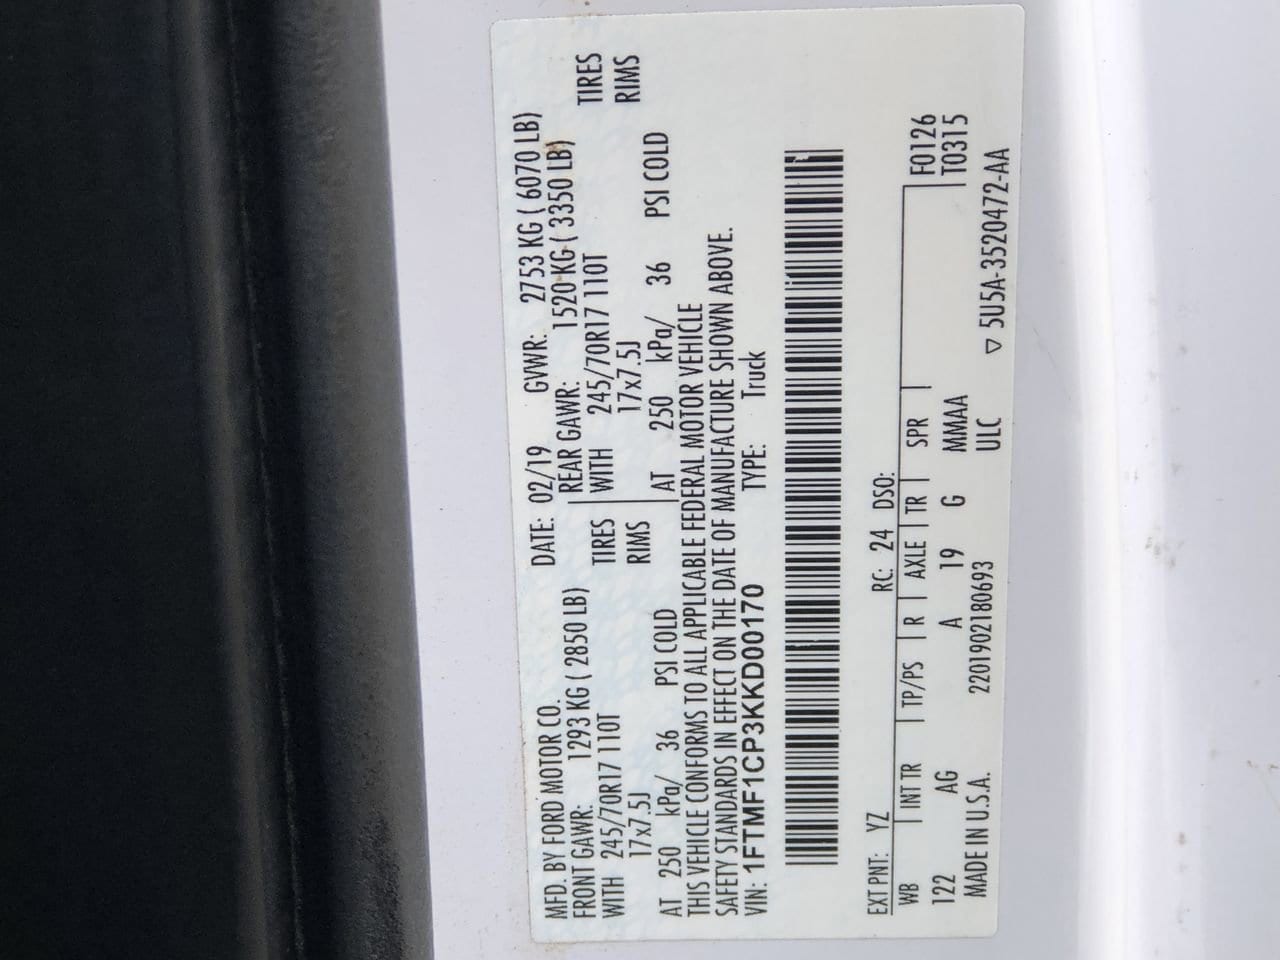 MFD. BY FORD MOTOR CO. DATE: 02/19 GVWR: 2753 KG ( 6070 LB)
FRONT GAWR: 1293 KG ( 2850 LB) REAR GAWR: 1520 KG ( 3350 LB)
WITH 245/70R17 110T TIRES WITH 245/70R17 110T TIRES
17x7.5J RIMS 17x7.5J RIMS
AT 250 kPa/ 36 PSI COLD AT 250 kPa/ 36 PSI COLD
THIS VEHICLE CONFORMS TO ALL APPLICABLE FEDERAL MOTOR VEHICLE
SAFETY STANDARDS IN EFFECT ON THE DATE OF MANUFACTURE SHOWN ABOVE.
VIN: 1FTMF1CP3KKD00170 TYPE: Truck
EXT PNT: YZ RC: 24 DSO:
WB | INT TR | TP/PS | R | AXLE | TR | SPR | F0126
122 AG A 19 G MMAA T0315
MADE IN U.S.A. 2201902180693 ULC ▽ 5U5A-3520472-AA